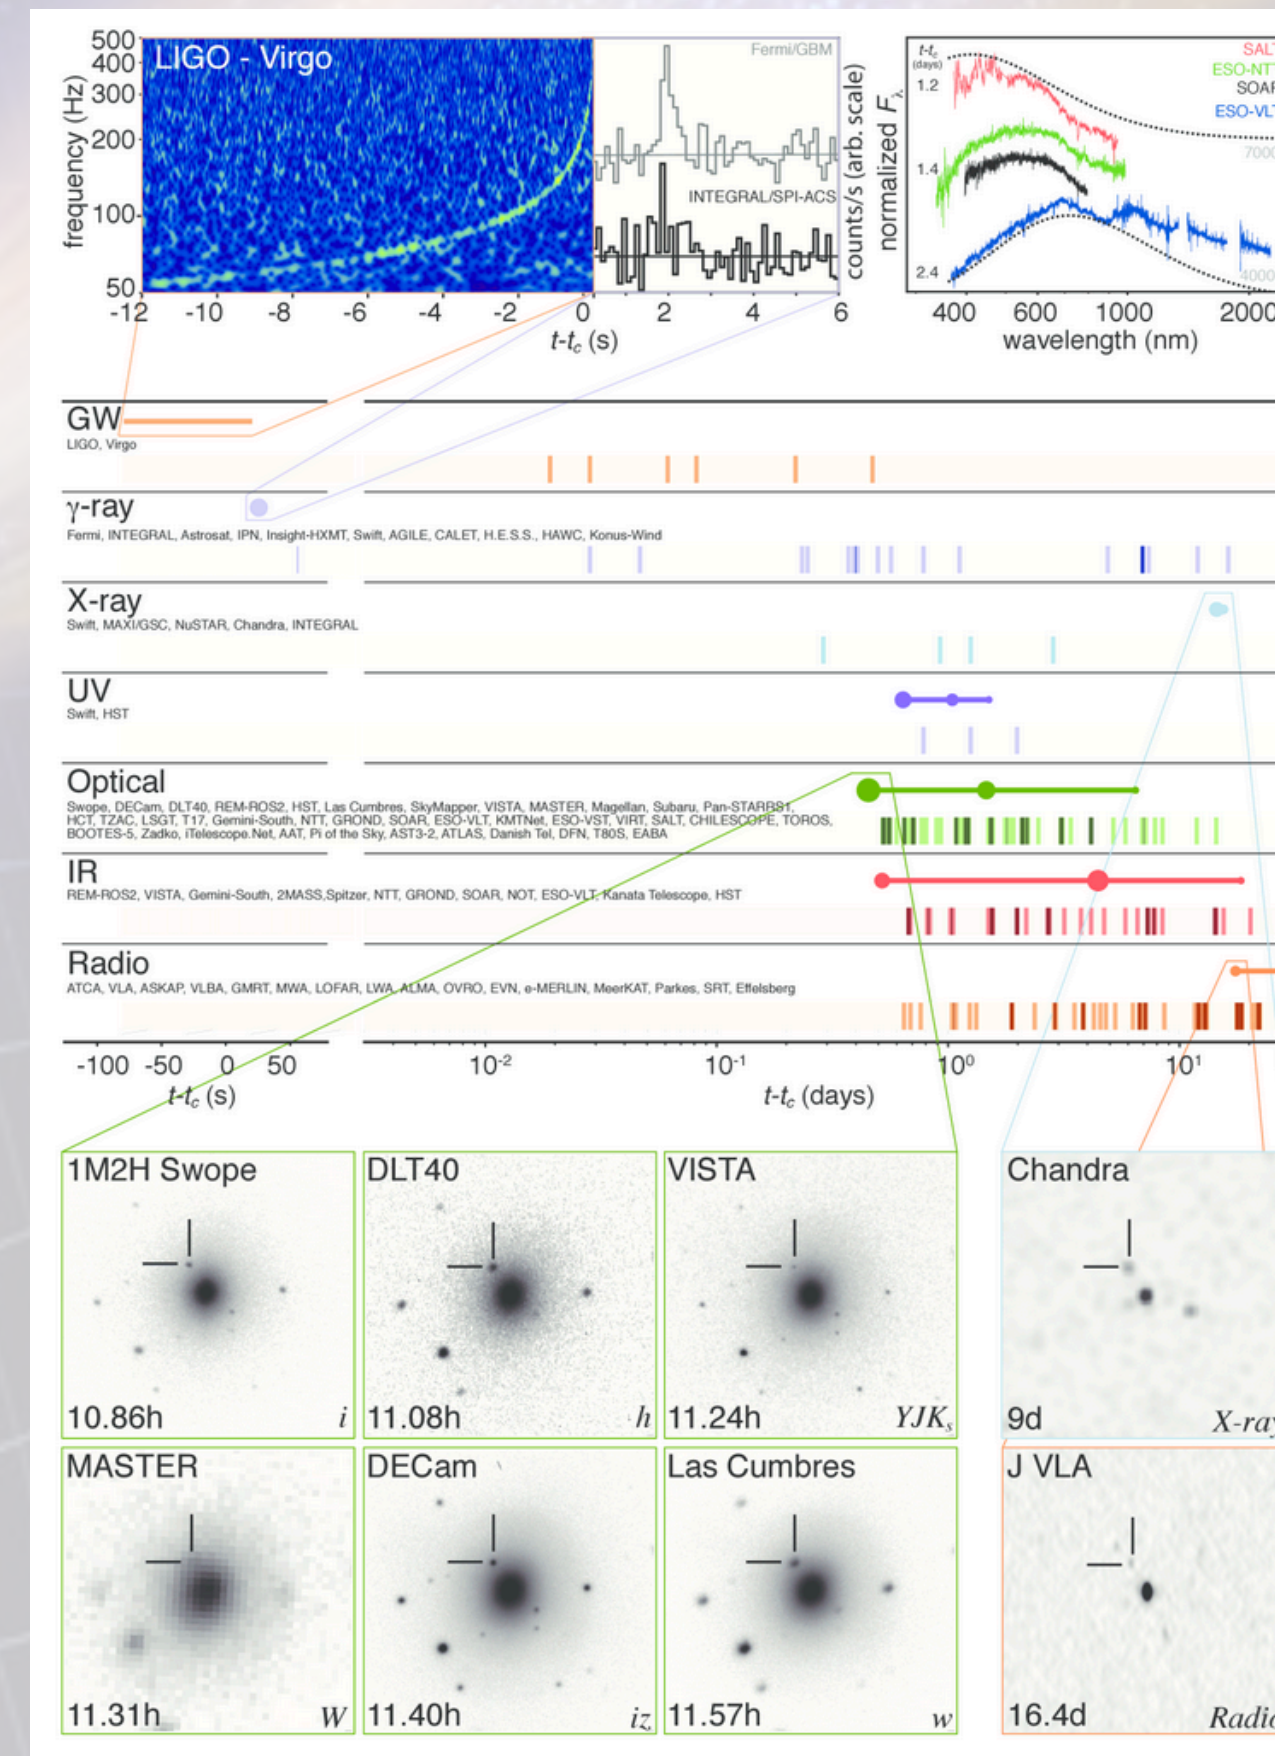 LIGO - Virgo
frequency (Hz)
500
400
300
200
100
50
-12 -10 -8 -6 -4 -2 0 2 4 6
t-tc (s)
Fermi/GBM
INTEGRAL/SPI-ACS
counts/s (arb. scale)
normalized Fλ
t-tc
(days)
1.2
1.4
2.4
SALT
ESO-NTT
SOAR
ESO-VLT
7000
4000
400 600 1000 2000
wavelength (nm)
GW
LIGO, Virgo
γ-ray
Fermi, INTEGRAL, Astrosat, IPN, Insight-HXMT, Swift, AGILE, CALET, H.E.S.S., HAWC, Konus-Wind
X-ray
Swift, MAXI/GSC, NuSTAR, Chandra, INTEGRAL
UV
Swift, HST
Optical
Swope, DECam, DLT40, REM-ROS2, HST, Las Cumbres, SkyMapper, VISTA, MASTER, Magellan, Subaru, Pan-STARRS1,
HCT, TZAC, LSGT, T17, Gemini-South, NTT, GROND, SOAR, ESO-VLT, KMTNet, ESO-VST, VIRT, SALT, CHILESCOPE, TOROS,
BOOTES-5, Zadko, iTelescope.Net, AAT, Pi of the Sky, AST3-2, ATLAS, Danish Tel, DFN, T80S, EABA
IR
REM-ROS2, VISTA, Gemini-South, 2MASS,Spitzer, NTT, GROND, SOAR, NOT, ESO-VLT, Kanata Telescope, HST
Radio
ATCA, VLA, ASKAP, VLBA, GMRT, MWA, LOFAR, LWA, ALMA, OVRO, EVN, e-MERLIN, MeerKAT, Parkes, SRT, Effelsberg
-100 -50 0 50 10-2 10-1 100 101
t-tc (s) t-tc (days)
1M2H Swope
10.86h i
DLT40
11.08h h
VISTA
11.24h YJKs
Chandra
9d X-ray
MASTER
11.31h W
DECam
11.40h iz
Las Cumbres
11.57h w
J VLA
16.4d Radio